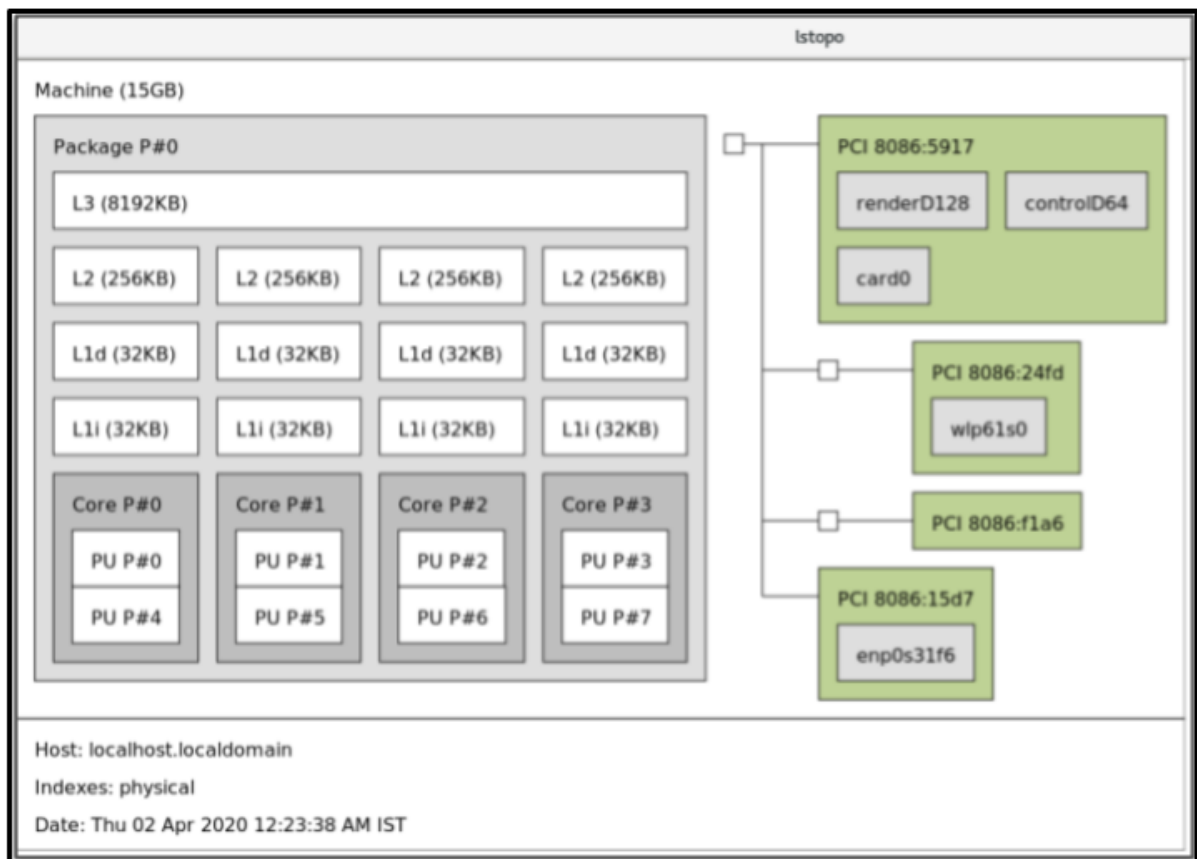 lstopo
Machine (15GB)
Package P#0
L3 (8192KB)
L2 (256KB) L2 (256KB) L2 (256KB) L2 (256KB)
L1d (32KB) L1d (32KB) L1d (32KB) L1d (32KB)
L1i (32KB) L1i (32KB) L1i (32KB) L1i (32KB)
Core P#0 Core P#1 Core P#2 Core P#3
PU P#0 PU P#1 PU P#2 PU P#3
PU P#4 PU P#5 PU P#6 PU P#7
PCI 8086:5917
renderD128 controlD64
card0
PCI 8086:24fd
wlp61s0
PCI 8086:f1a6
PCI 8086:15d7
enp0s31f6
Host: localhost.localdomain
Indexes: physical
Date: Thu 02 Apr 2020 12:23:38 AM IST